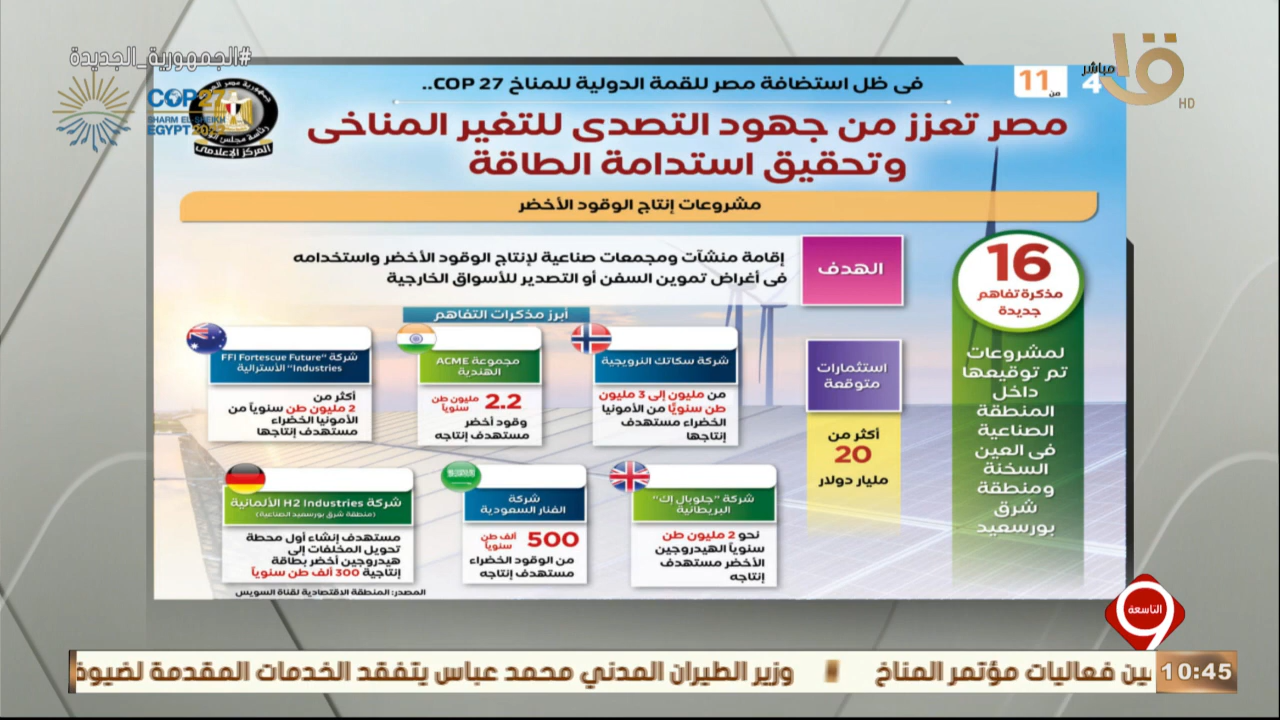 #الجمهورية_الجديدة
مباشر
HD
COP27
SHARM EL-SHEIKH
EGYPT 2022
المركز الإعلامى
4 من 11
فى ظل استضافة مصر للقمة الدولية للمناخ COP 27..
مصر تعزز من جهود التصدى للتغير المناخى
وتحقيق استدامة الطاقة
مشروعات إنتاج الوقود الأخضر
16
مذكرة تفاهم
جديدة
لمشروعات
تم توقيعها
داخل
المنطقة
الصناعية
فى العين
السخنة
ومنطقة
شرق
بورسعيد
الهدف
إقامة منشآت ومجمعات صناعية لإنتاج الوقود الأخضر واستخدامه
فى أغراض تموين السفن أو التصدير للأسواق الخارجية
استثمارات
متوقعة
أكثر من
20
مليار دولار
أبرز مذكرات التفاهم
شركة سكاتك النرويجية
من مليون إلى 3 مليون
طن سنويًا من الأمونيا
الخضراء مستهدف
إنتاجها
مجموعة ACME
الهندية
2.2 مليون طن
سنوياً
وقود أخضر
مستهدف إنتاجه
شركة "FFI Fortescue Future
Industries" الأسترالية
أكثر من
2 مليون طن سنوياً من
الأمونيا الخضراء
مستهدف إنتاجها
شركة "جلوبال إك"
البريطانية
نحو 2 مليون طن
سنوياً الهيدروجين
الأخضر مستهدف
إنتاجه
شركة
الفنار السعودية
500 ألف طن
سنوياً
من الوقود الخضراء
مستهدف إنتاجه
شركة H2 Industries الألمانية
(منطقة شرق بورسعيد الصناعية)
مستهدف إنشاء أول محطة
تحويل المخلفات إلى
هيدروجين أخضر بطاقة
إنتاجية 300 ألف طن سنوياً
المصدر: المنطقة الاقتصادية لقناة السويس
التاسعة
9
10:45
ين فعاليات مؤتمر المناخ
وزير الطيران المدني محمد عباس يتفقد الخدمات المقدمة لضيوف